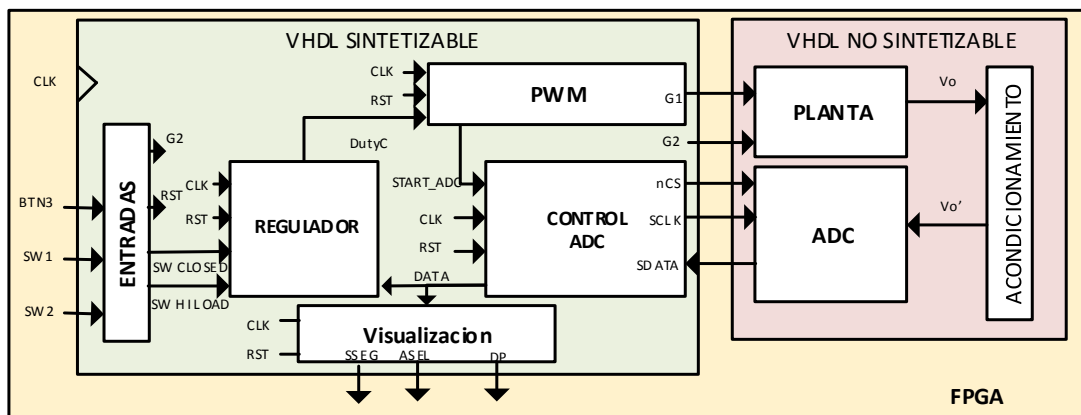 VHDL SINTETIZABLE
VHDL NO SINTETIZABLE
CLK
CLK
RST
PWM
G1
PLANTA
Vo
ACONDICIONAMIENTO
G2
DutyC
G2
ENTRADAS
BTN3
RST
CLK
RST
REGULADOR
START_ADC
CLK
RST
CONTROL
ADC
nCS
SCLK
SDATA
ADC
Vo'
SW1
SW CLOSED
SW2
SW HILOAD
DATA
CLK
RST
Visualizacion
SSEG
ASEL
DP
FPGA